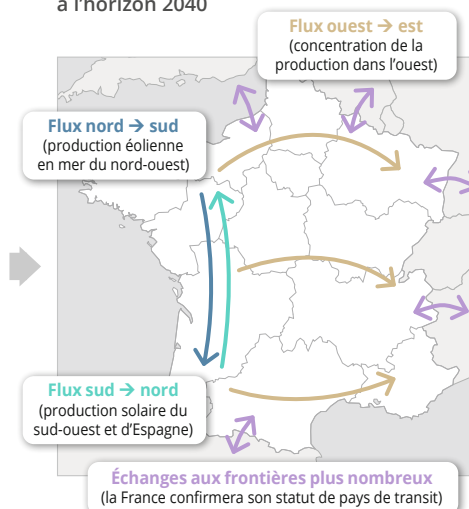 à l'horizon 2040
Flux ouest → est
(concentration de la
production dans l'ouest)
Flux nord → sud
(production éolienne
en mer du nord-ouest)
Flux sud → nord
(production solaire du
sud-ouest et d'Espagne)
Échanges aux frontières plus nombreux
(la France confirmera son statut de pays de transit)